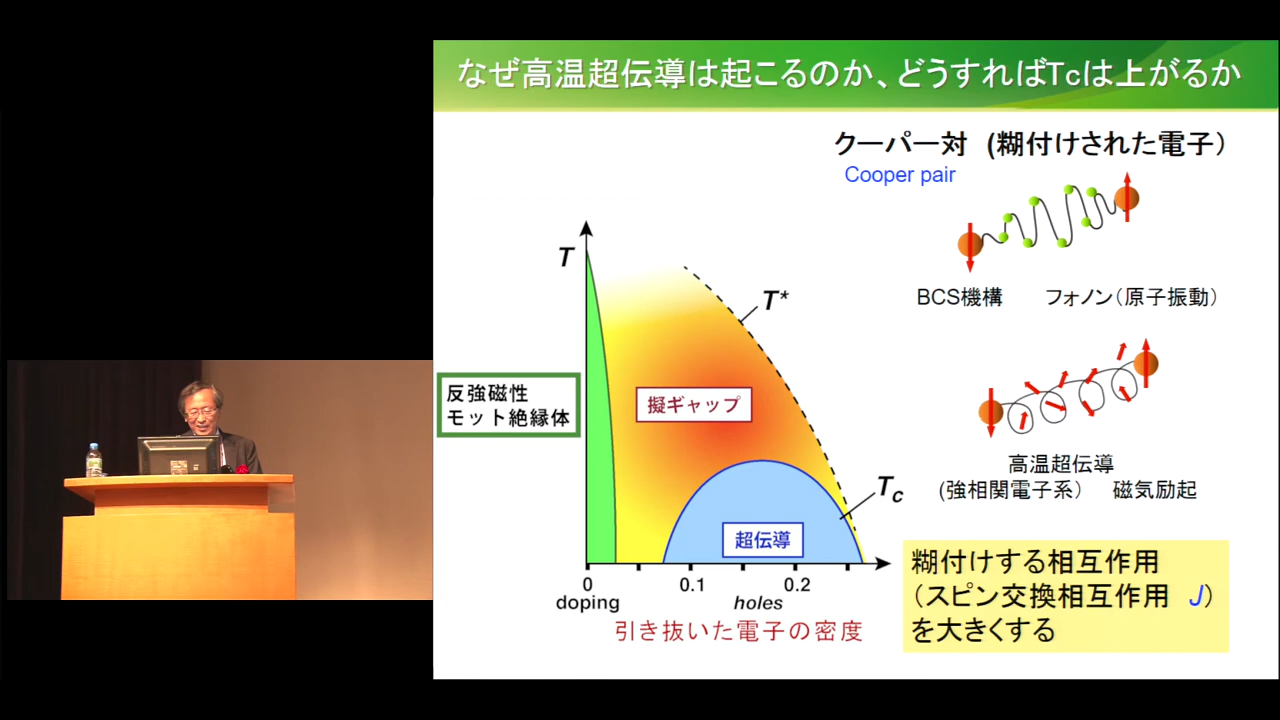 なぜ高温超伝導は起こるのか、どうすればTcは上がるか
クーパー対 (糊付けされた電子）
Cooper pair
BCS機構 フォノン（原子振動）
高温超伝導
(強相関電子系） 磁気励起
T
T*
反強磁性
モット絶縁体
擬ギャップ
Tc
超伝導
0 0.1 0.2
doping holes
引き抜いた電子の密度
糊付けする相互作用
（スピン交換相互作用 J）
を大きくする